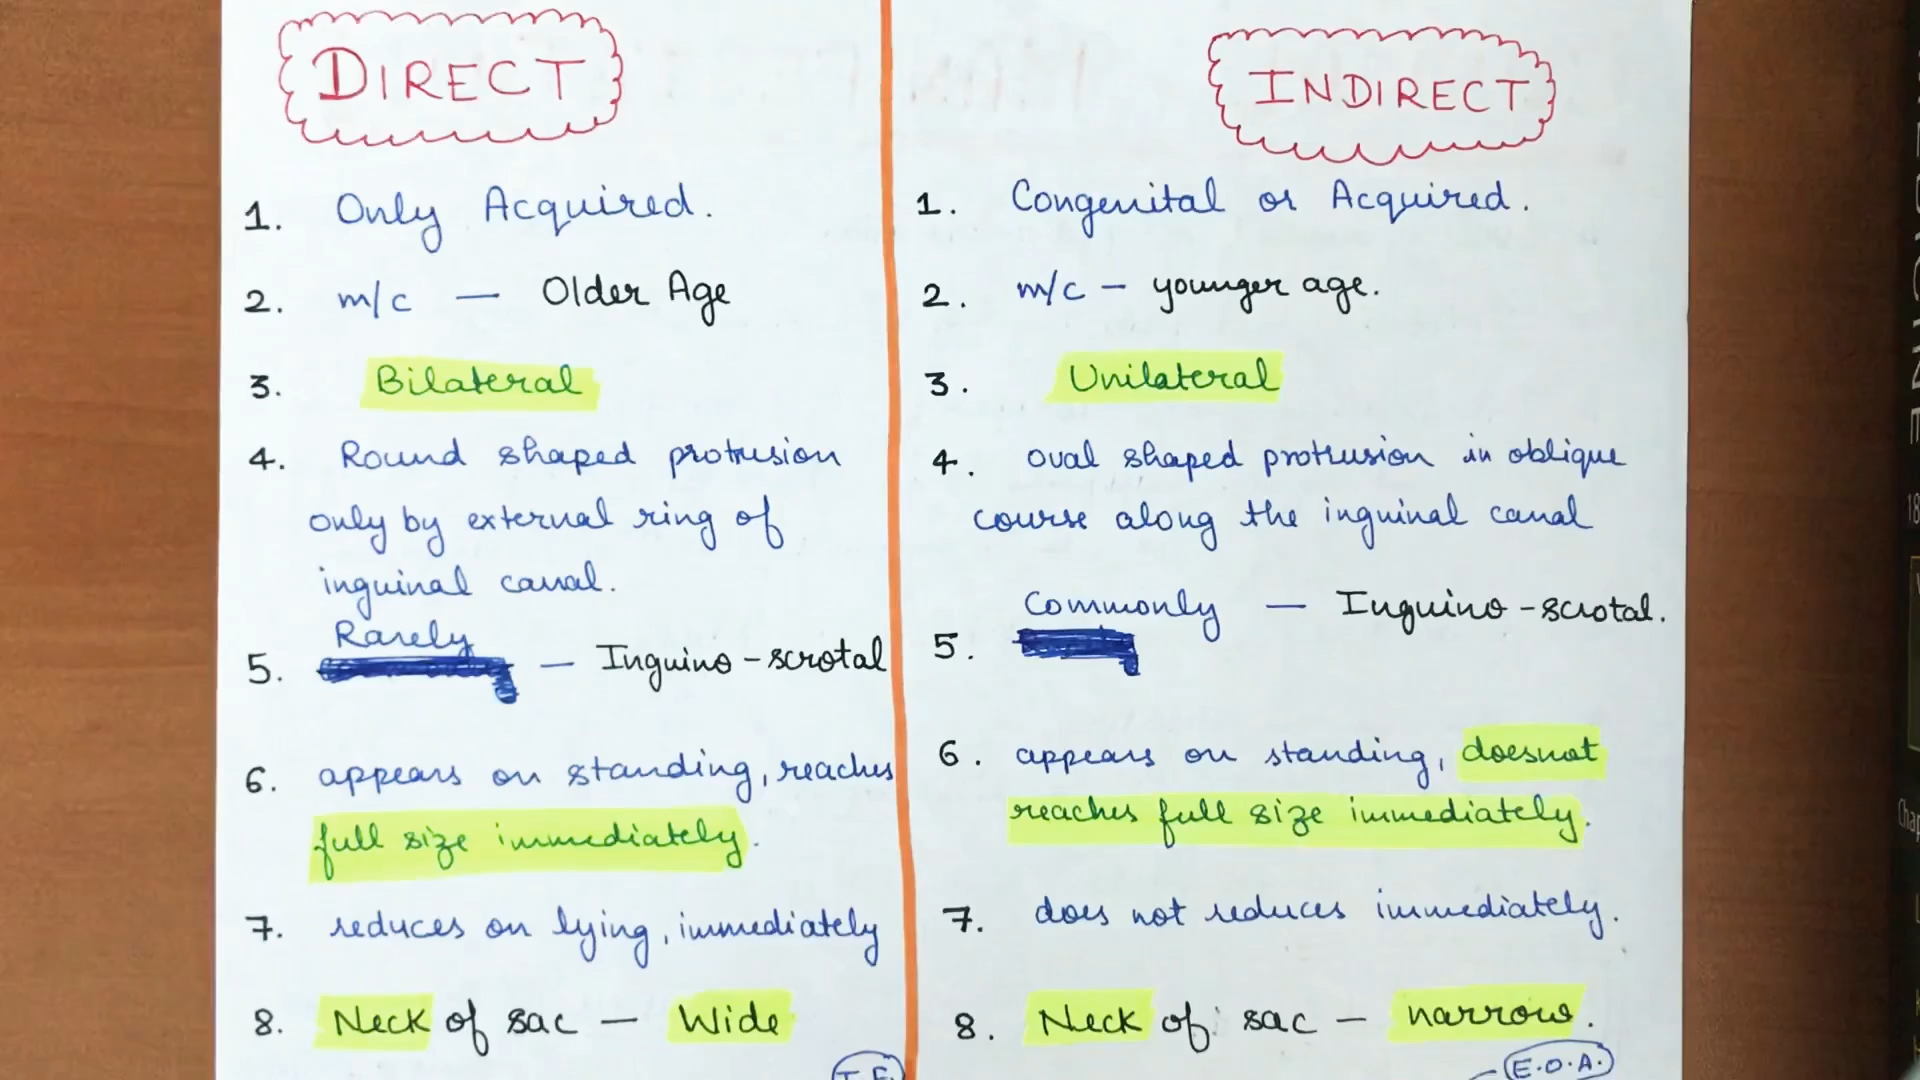 DIRECT
1. Only Acquired.
2. m/c — Older Age
3. Bilateral
4. Round shaped protrusion
only by external ring of
inguinal canal.
5. Rarely — Inguino-scrotal
6. appears on standing, reaches
full size immediately.
7. reduces on lying, immediately
8. Neck of sac — Wide
INDIRECT
1. Congenital or Acquired.
2. m/c — younger age.
3. Unilateral
4. oval shaped protrusion in oblique
course along the inguinal canal
5. Commonly — Inguino-scrotal.
6. appears on standing, doesnot
reaches full size immediately.
7. does not reduces immediately.
8. Neck of sac — narrow.
E.O.A.